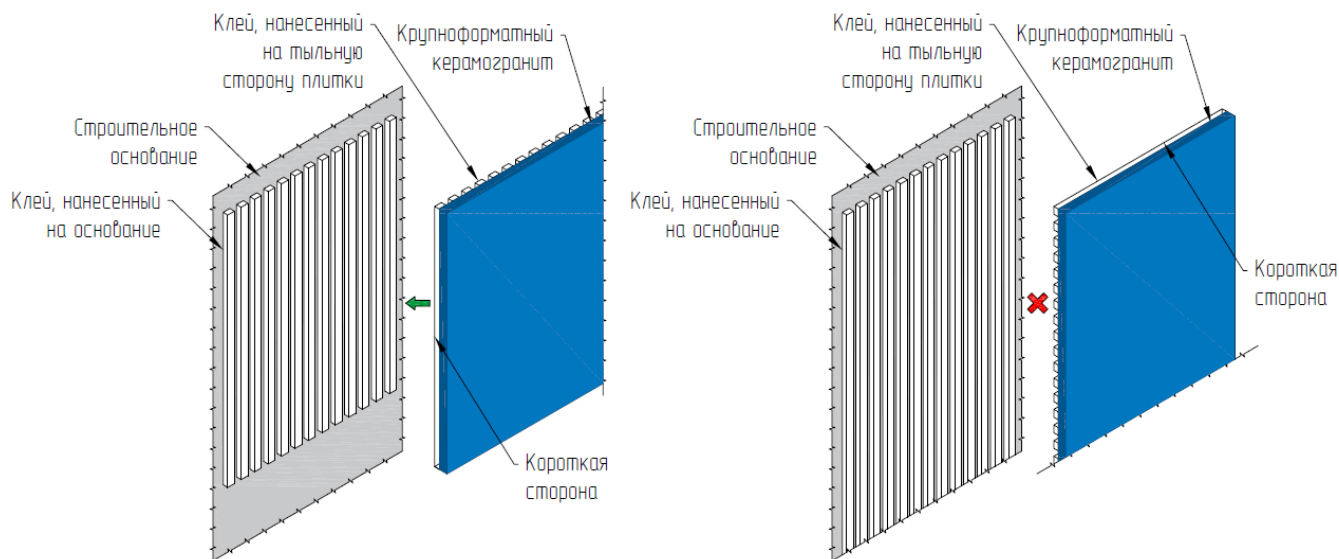 Клей, нанесенный
на тыльную
сторону плитки
Крупноформатный
керамогранит
Строительное
основание
Клей, нанесенный
на основание
Короткая
сторона
Клей, нанесенный
на тыльную
сторону плитки
Крупноформатный
керамогранит
Строительное
основание
Клей, нанесенный
на основание
Короткая
сторона